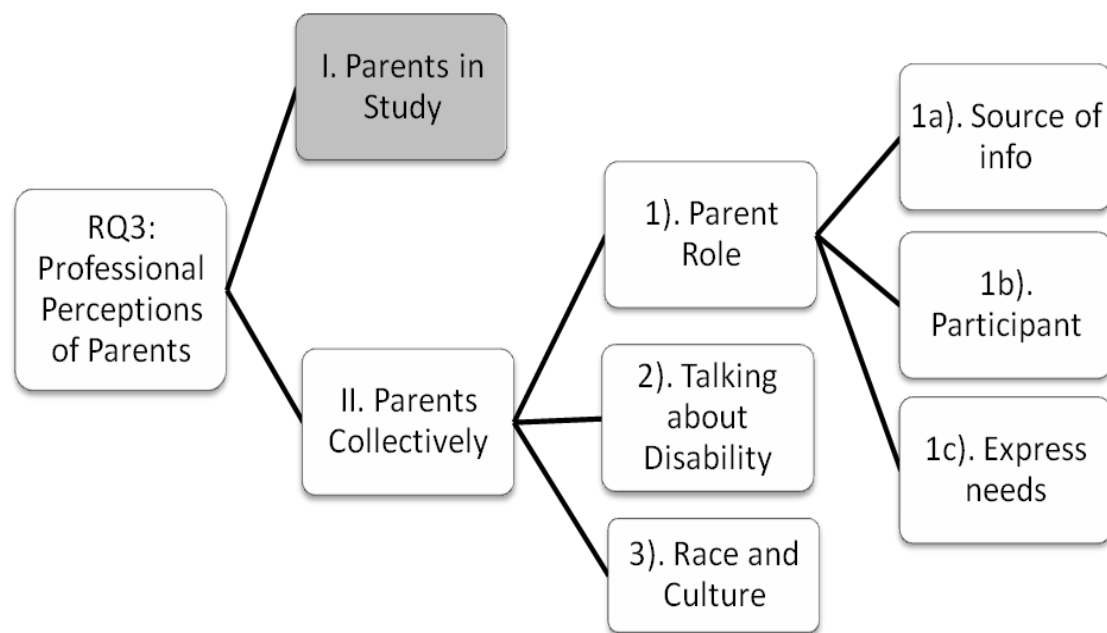 RQ3:
Professional
Perceptions
of Parents
I. Parents in
Study
II. Parents
Collectively
1). Parent
Role
2). Talking
about
Disability
3). Race and
Culture
1a). Source of
info
1b).
Participant
1c). Express
needs